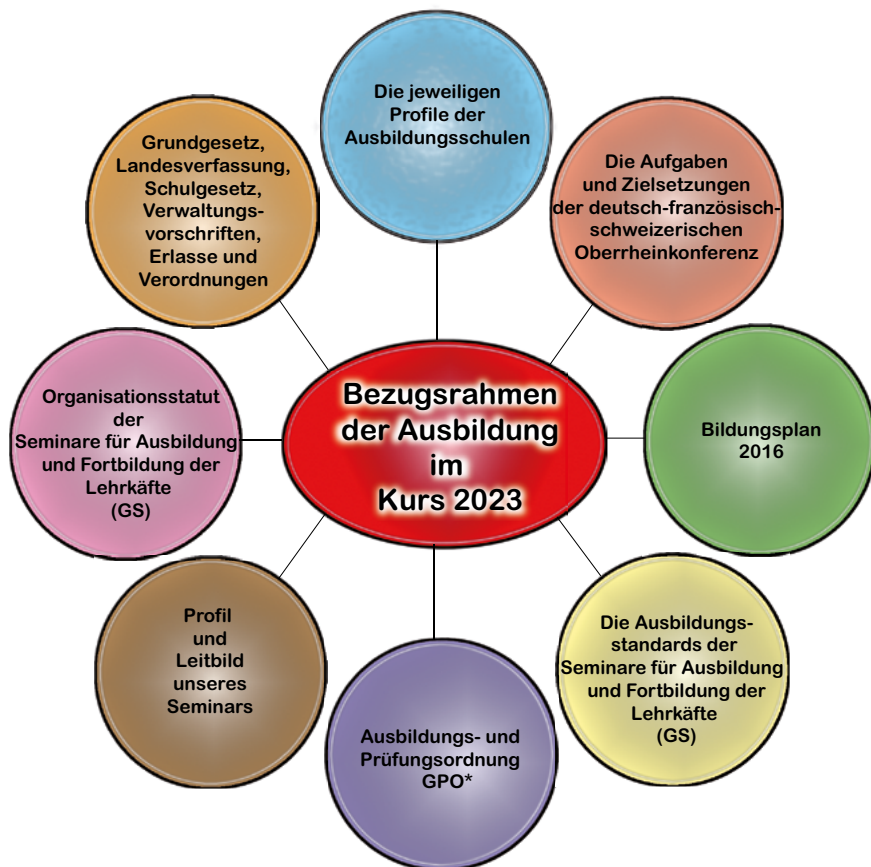 Die jeweiligen
Profile der
Ausbildungsschulen
Grundgesetz,
Landesverfassung,
Schulgesetz,
Verwaltungs-
vorschriften,
Erlasse und
Verordnungen
Die Aufgaben
und Zielsetzungen
der deutsch-französisch-
schweizerischen
Oberrheinkonferenz
Organisationsstatut
der
Seminare für Ausbildung
und Fortbildung der
Lehrkäfte
(GS)
Bezugsrahmen
der Ausbildung
im
Kurs 2023
Bildungsplan
2016
Profil
und
Leitbild
unseres
Seminars
Ausbildungs- und
Prüfungsordnung
GPO*
Die Ausbildungs-
standards der
Seminare für Ausbildung
und Fortbildung der
Lehrkäfte
(GS)